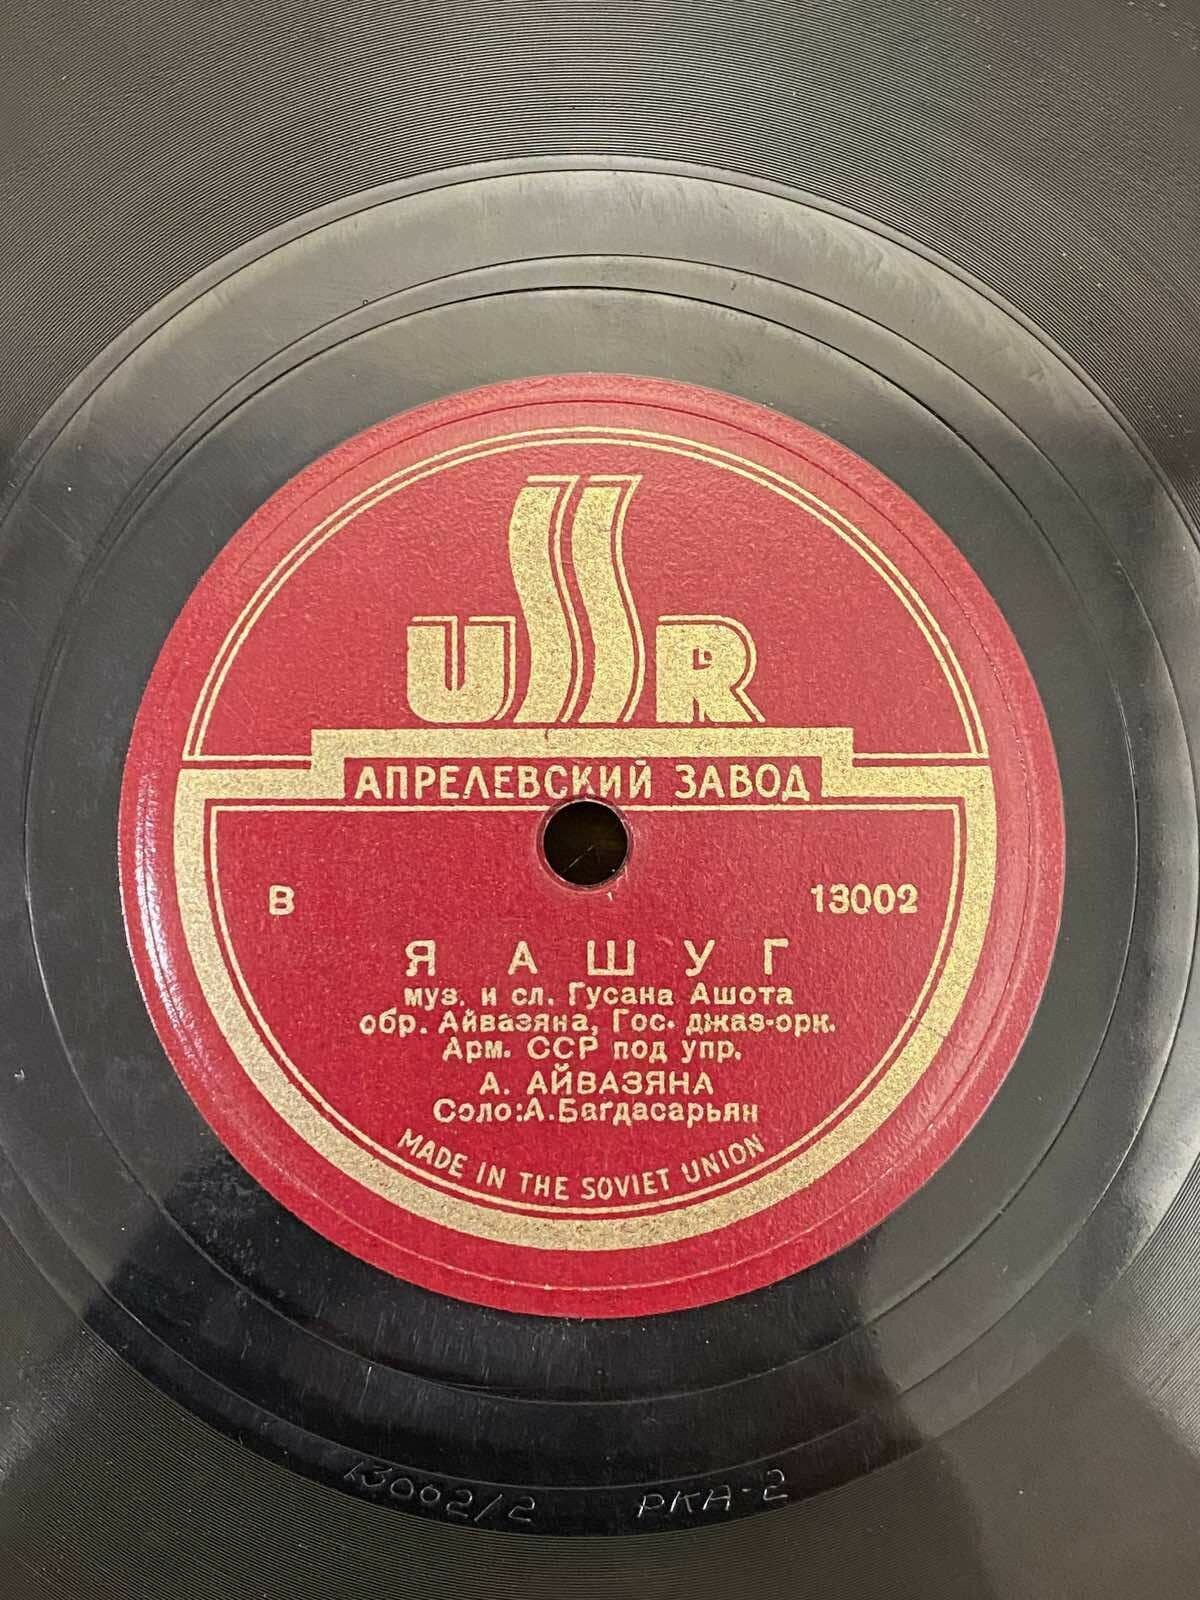 USSR
АПРЕЛЕВСКИЙ ЗАВОД
В 13002
Я АШУГ
муз. и сл. Гусана Ашота
обр. Айвазяна, Гос. джаз-орк.
Арм. ССР под упр.
А. АЙВАЗЯНА
Соло: А. Багдасарьян
MADE IN THE SOVIET UNION
13002/2 РКА-2